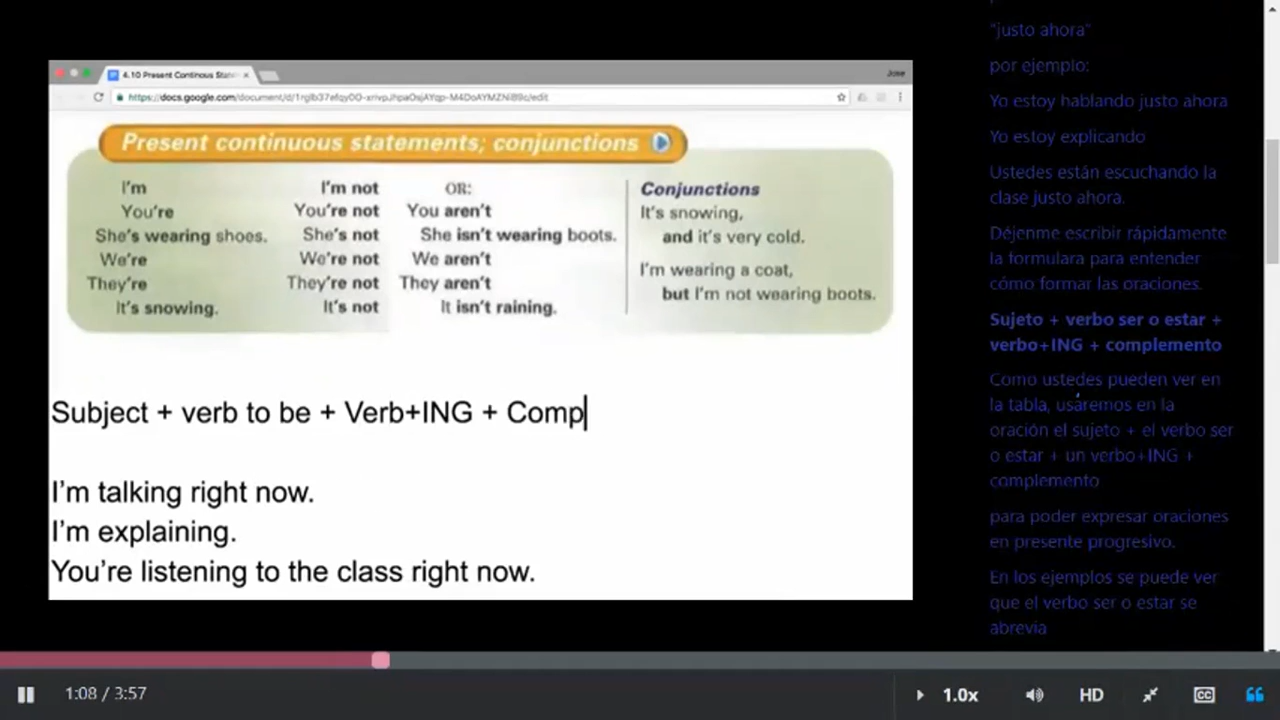 4.10 Present Continous State
Jose
https://docs.google.com/document/d/
Present continuous statements; conjunctions
I'm I'm not OR: Conjunctions
You're You're not You aren't It's snowing,
She's wearing shoes. She's not She isn't wearing boots. and it's very cold.
We're We're not We aren't I'm wearing a coat,
They're They're not They aren't but I'm not wearing boots.
It's snowing. It's not It isn't raining.
Subject + verb to be + Verb+ING + Comp
I'm talking right now.
I'm explaining.
You're listening to the class right now.
"justo ahora"
por ejemplo:
Yo estoy hablando justo ahora
Yo estoy explicando
Ustedes están escuchando la
clase justo ahora.
Déjenme escribir rápidamente
la formulara para entender
cómo formar las oraciones.
Sujeto + verbo ser o estar +
verbo+ING + complemento
Como ustedes pueden ver en
la tabla, usáremos en la
oración el sujeto + el verbo ser
o estar + un verbo+ING +
complemento
para poder expresar oraciones
en presente progresivo.
En los ejemplos se puede ver
que el verbo ser o estar se
abrevia
1:08 / 3:57
1.0x
HD
CC